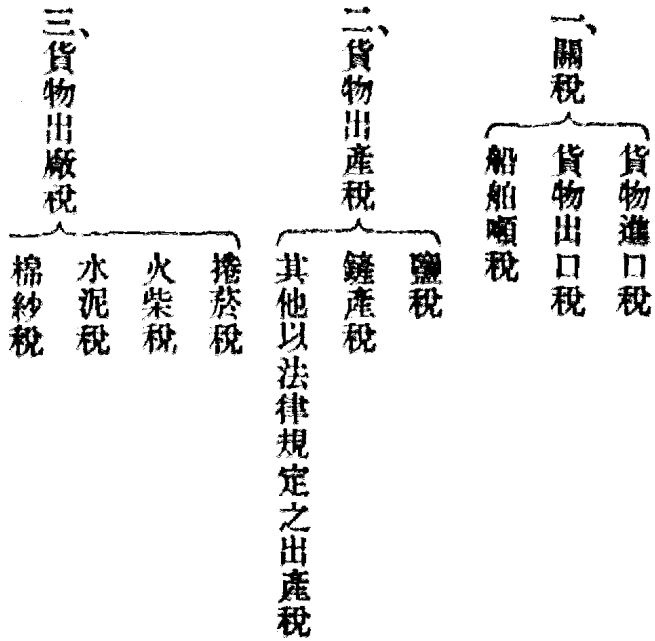 一、關稅
貨物進口稅
貨物出口稅
船舶噸稅
二、貨物出產稅
鹽稅
鑛產稅
其他以法律規定之出產稅
三、貨物出廠稅
捲菸稅
火柴稅
水泥稅
棉紗稅